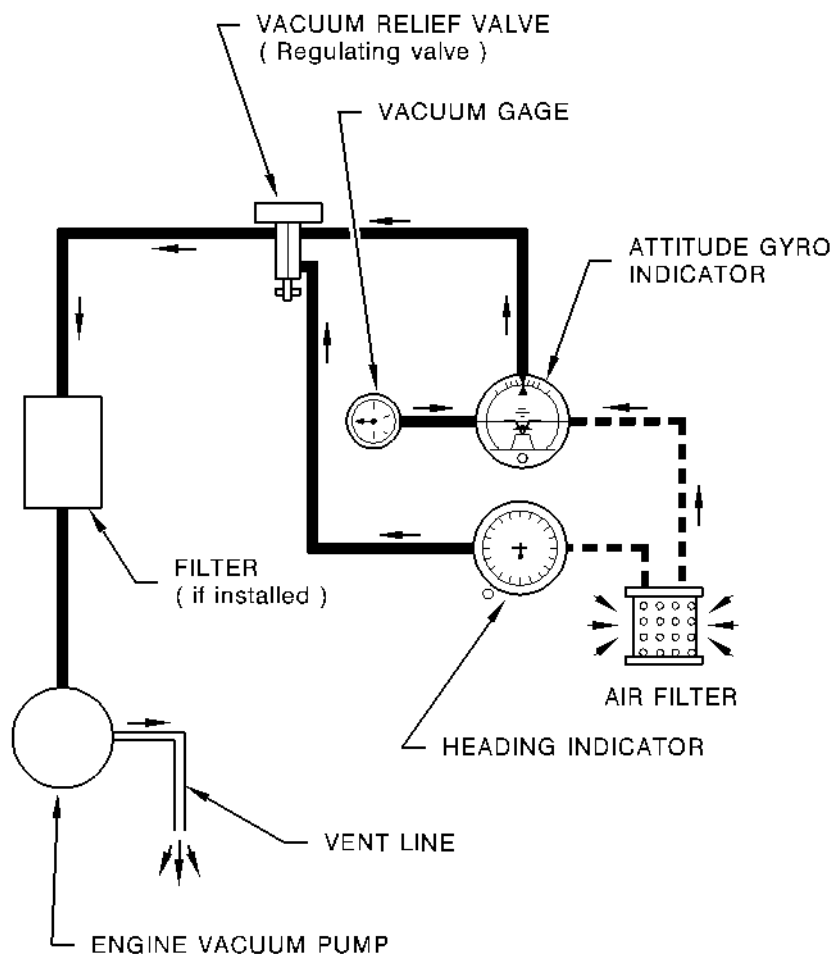 VACUUM RELIEF VALVE
( Regulating valve )
VACUUM GAGE
ATTITUDE GYRO
INDICATOR
FILTER
( if installed )
AIR FILTER
HEADING INDICATOR
VENT LINE
ENGINE VACUUM PUMP